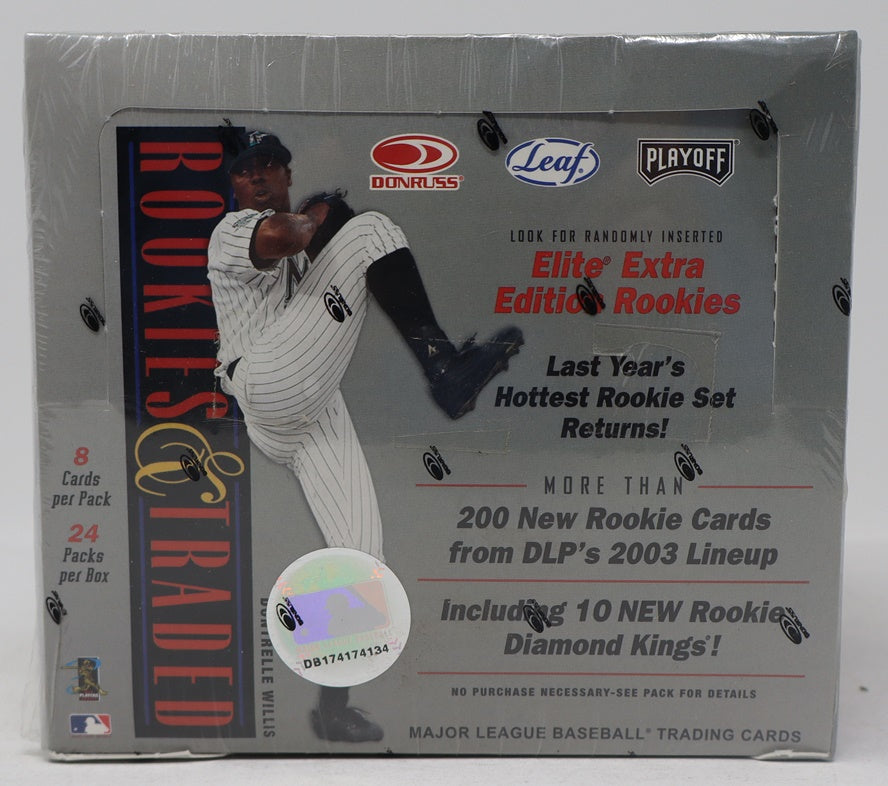 ROOKIES & TRADED
DONRUSS®
Leaf®
PLAYOFF®
LOOK FOR RANDOMLY INSERTED
Elite® Extra
Edition Rookies
Last Year's
Hottest Rookie Set
Returns!
8
Cards
per Pack
24
Packs
per Box
MORE THAN
200 New Rookie Cards
from DLP's 2003 Lineup
Including 10 NEW Rookie
Diamond Kings®!
DONTRELLE WILLIS
DB174174134
NO PURCHASE NECESSARY-SEE PACK FOR DETAILS
MAJOR LEAGUE BASEBALL® TRADING CARDS